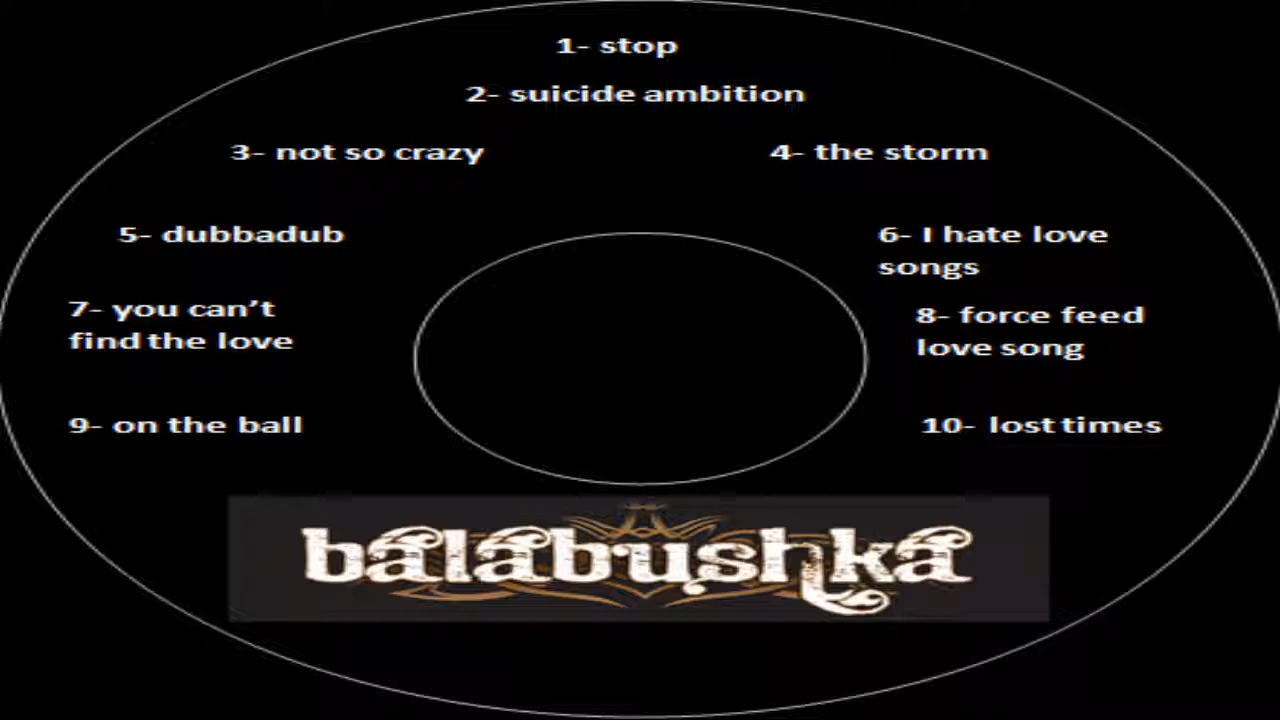 1- stop
2- suicide ambition
3- not so crazy
4- the storm
5- dubbadub
6- I hate love
songs
7- you can’t
find the love
8- force feed
love song
9- on the ball
10- lost times
balabushka